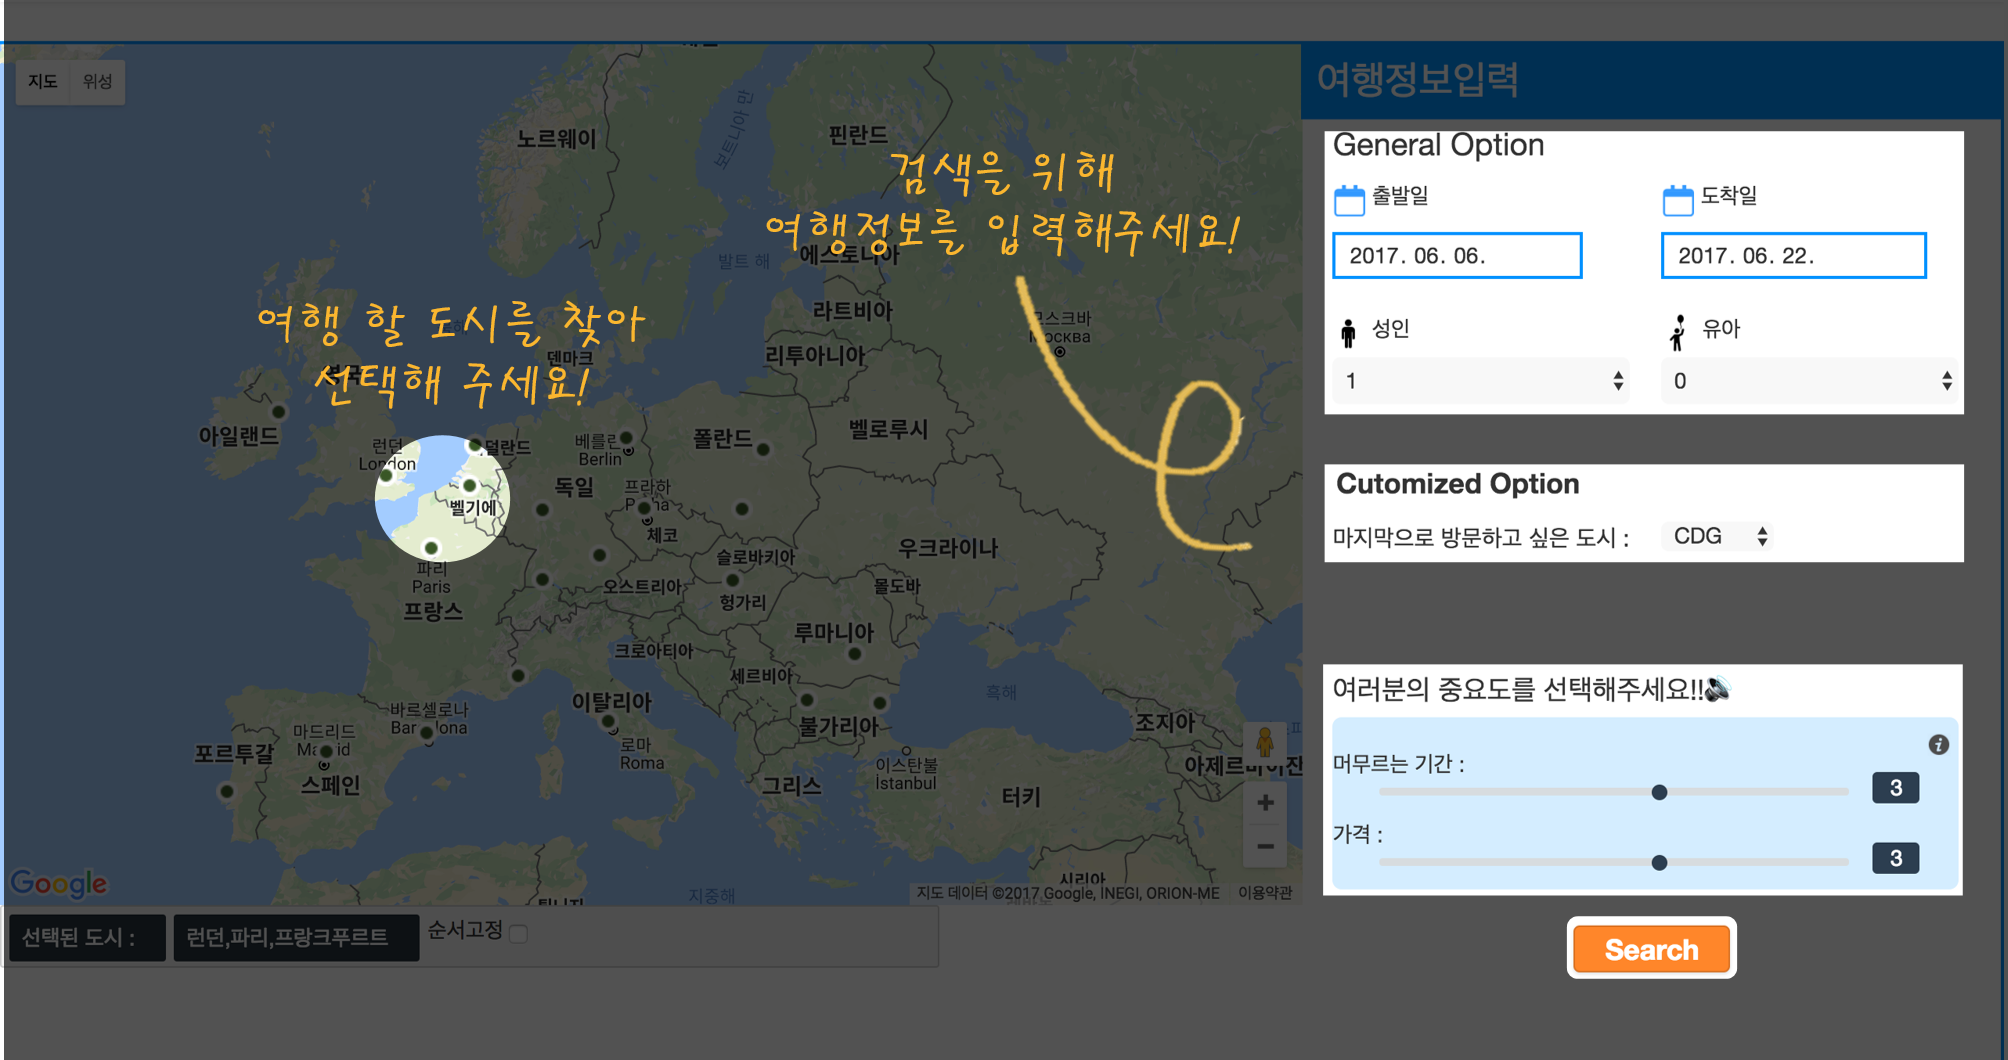 지도 위성
노르웨이
핀란드
보트니아 만
검색을 위해
여행정보를 입력해주세요!
에스토니아
발트 해
여행 할 도시를 찾아
선택해 주세요!
덴마크
라트비아
리투아니아
모스크바
Москва
아일랜드
런던
London
덜란드
베를린
Berlin
폴란드
벨로루시
독일
벨기에
프라하
체코
파리
Paris
프랑스
슬로바키아
우크라이나
오스트리아
헝가리
몰도바
루마니아
크로아티아
세르비아
이탈리아
흑해
바르셀로나
마드리드
포르투갈
스페인
로마
Roma
불가리아
그리스
이스탄불
İstanbul
터키
조지아
아제르바이잔
시리아
튀니지
지중해
Google
지도 데이터 ©2017 Google, INEGI, ORION-ME 이용약관
선택된 도시 : 런던,파리,프랑크푸르트 순서고정
여행정보입력
General Option
출발일 도착일
2017. 06. 06. 2017. 06. 22.
성인 유아
1 0
Cutomized Option
마지막으로 방문하고 싶은 도시 : CDG
여러분의 중요도를 선택해주세요!!
머무르는 기간 :
3
가격 :
3
Search